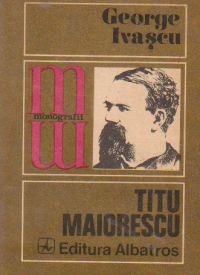 George
Ivașcu
m
monografii
TITU
MAIORESCU
A Editura Albatros